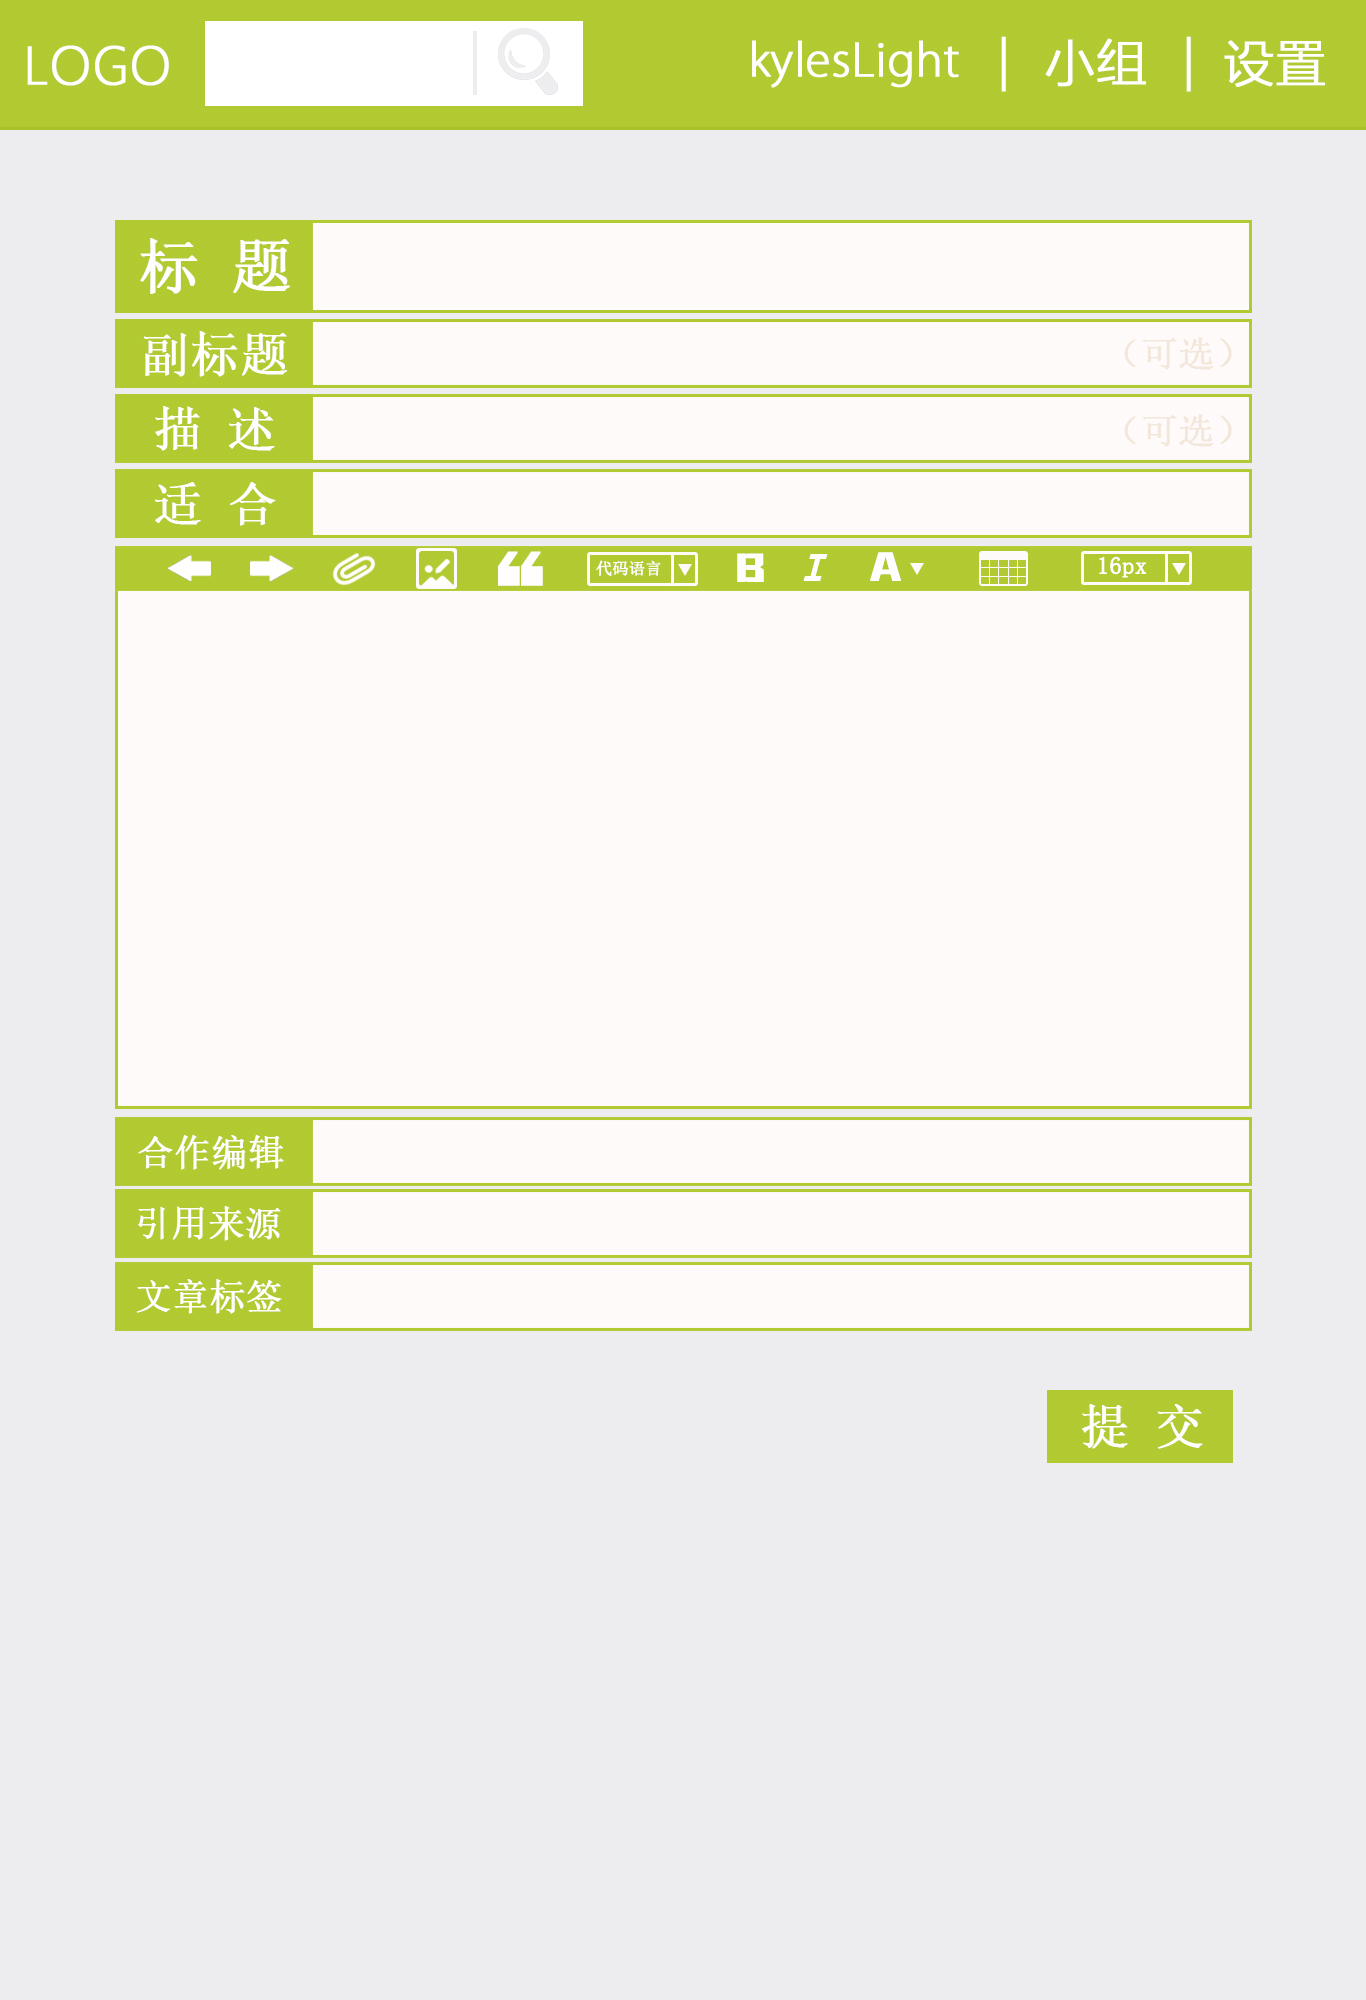 LOGO kylesLight | 小组 | 设置
标 题
副标题 （可选）
描 述 （可选）
适 合
代码语言 B I A 16px
合作编辑
引用来源
文章标签
提 交